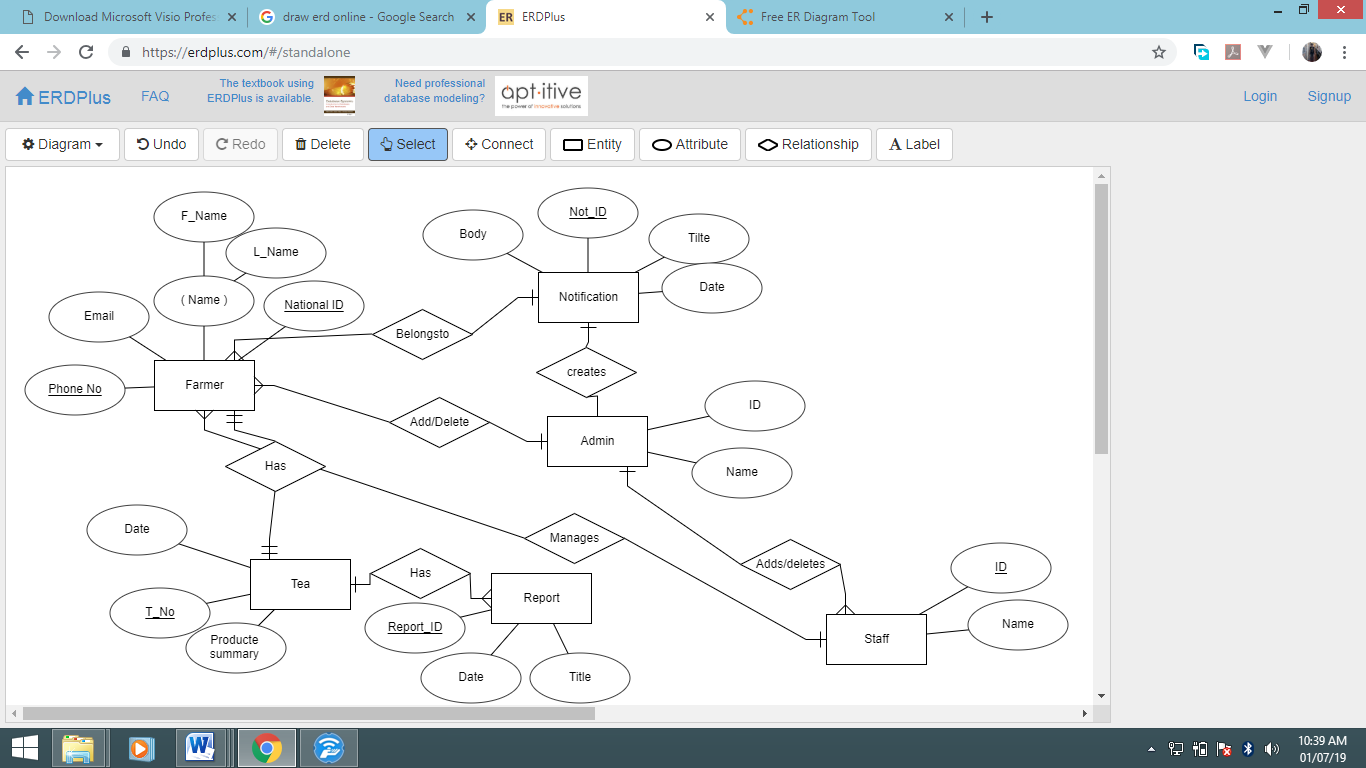 Download Microsoft Visio Profes
draw erd online - Google Search
ER
ERDPlus
Free ER Diagram Tool
https://erdplus.com/#/standalone
ERDPlus
FAQ
The textbook using
ERDPlus is available.
Need professional
database modeling?
apt·itive
the power of innovative solutions
Login
Signup
Diagram
Undo
Redo
Delete
Select
Connect
Entity
Attribute
Relationship
A Label
F_Name
L_Name
( Name )
National ID
Email
Phone No
Farmer
Body
Not_ID
Tilte
Date
Notification
Belongsto
creates
Add/Delete
Admin
ID
Name
Has
Manages
Adds/deletes
Date
T_No
Producte
summary
Tea
Has
Report
Report_ID
Date
Title
Staff
ID
Name
10:39 AM
01/07/19